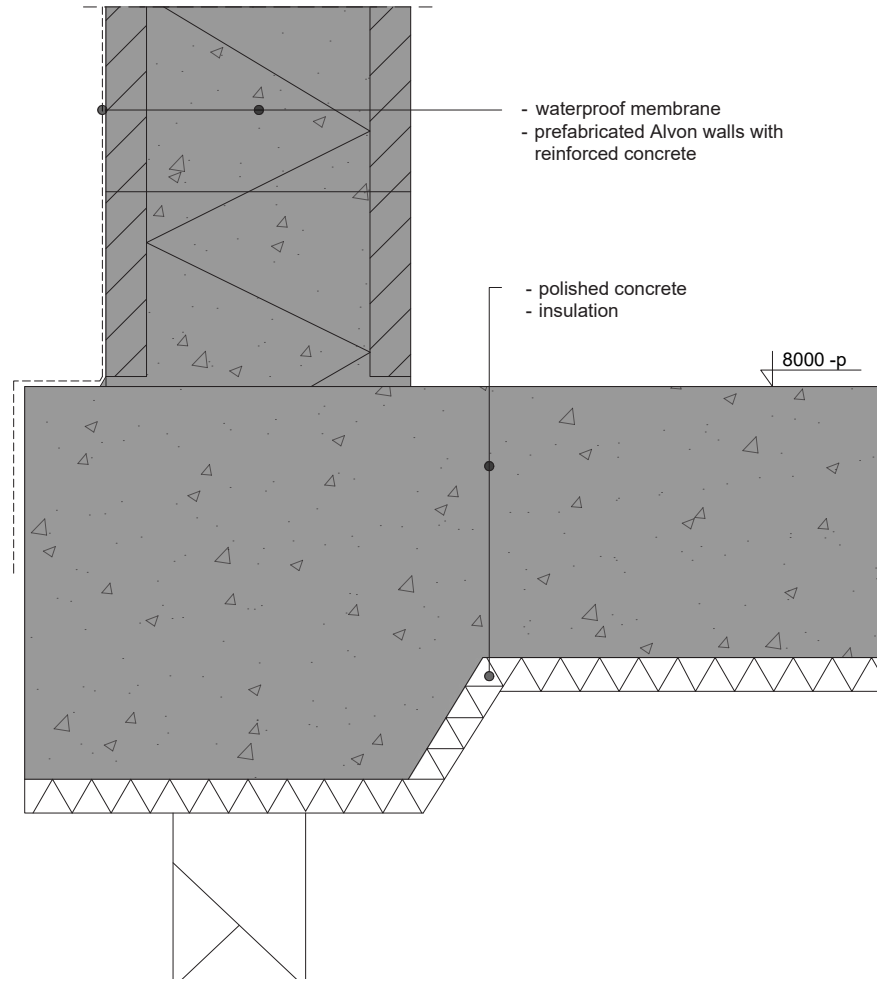 - waterproof membrane
- prefabricated Alvon walls with
reinforced concrete
- polished concrete
- insulation
8000 -p